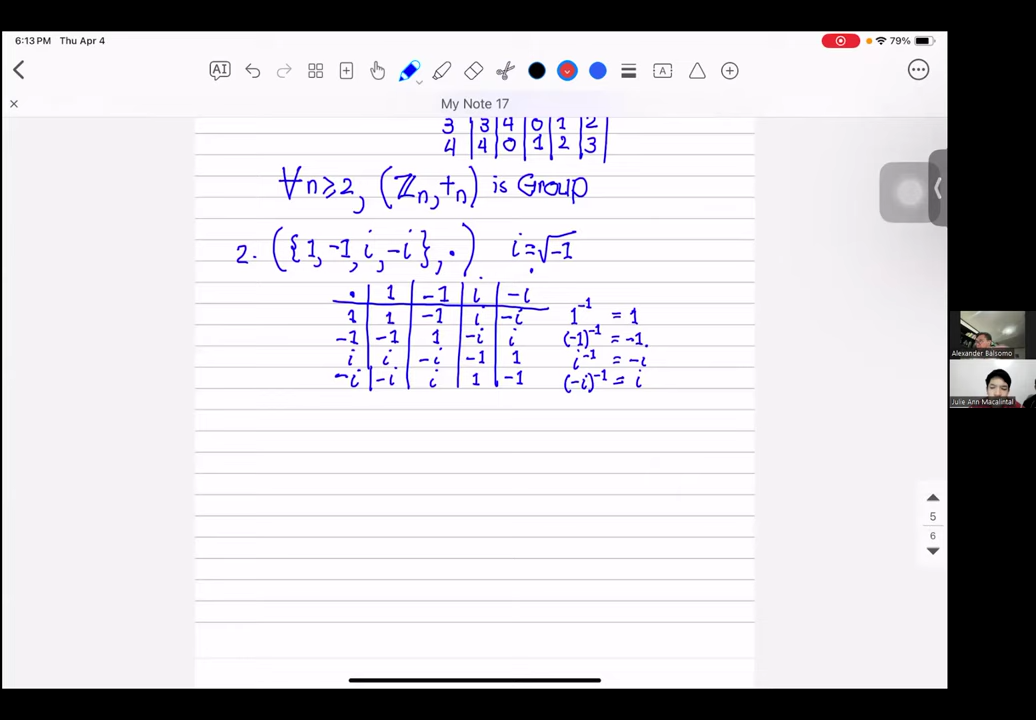 6:13 PM Thu Apr 4
79%
AI
A
My Note 17
3 | 3 | 4 | 0 | 1 | 2 |
4 | 4 | 0 | 1 | 2 | 3 |
∀n≥2, (ℤₙ, +ₙ) is Group
2. ({1, -1, i, -i}, ·) i = √-1
· | 1 | -1 | i | -i
1 | 1 | -1 | i | -i 1⁻¹ = 1
-1 | -1 | 1 | -i | i (-1)⁻¹ = -1.
i | i | -i | -1 | 1 i⁻¹ = -i
-i | -i | i | 1 | -1 (-i)⁻¹ = i
Alexander Balsomo
Julie Ann Macalintal
5
6